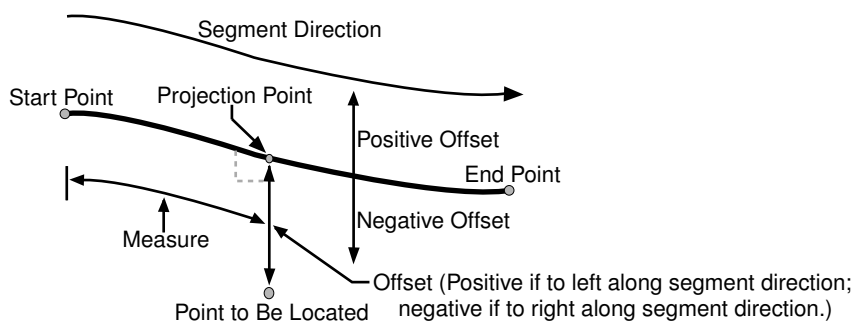 Segment Direction
Start Point
Projection Point
Positive Offset
End Point
Negative Offset
Measure
Offset (Positive if to left along segment direction;
negative if to right along segment direction.)
Point to Be Located